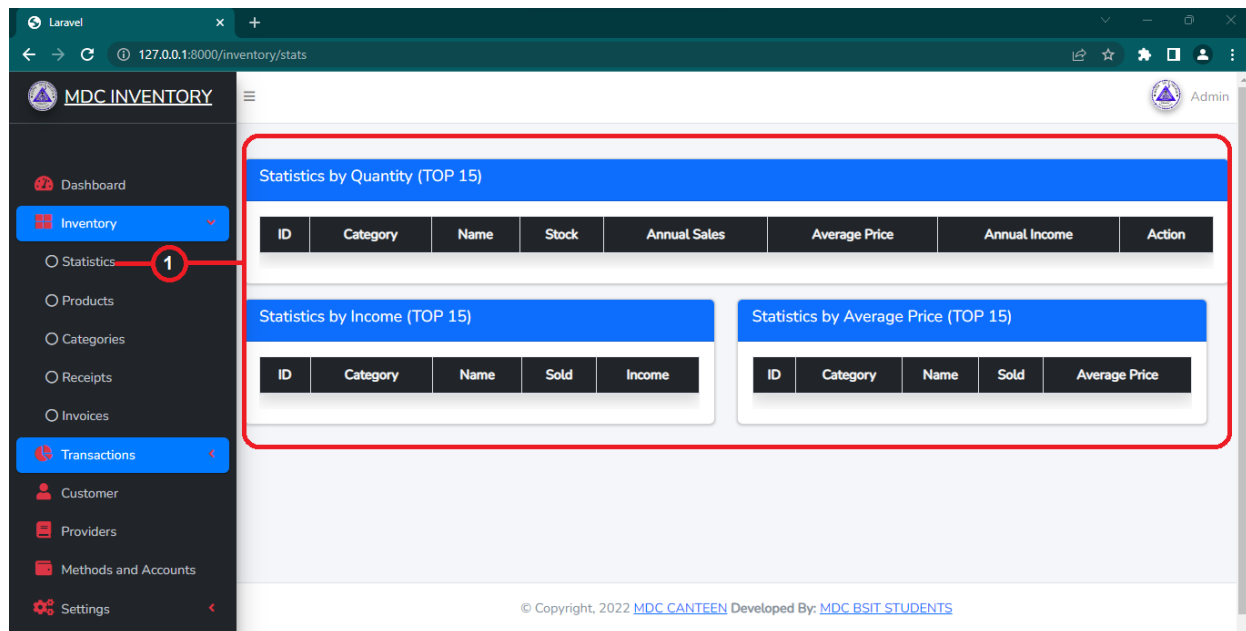 Laravel
127.0.0.1:8000/inventory/stats
MDC INVENTORY
Admin
Dashboard
Inventory
Statistics
1
Products
Categories
Receipts
Invoices
Transactions
Customer
Providers
Methods and Accounts
Settings
Statistics by Quantity (TOP 15)
ID Category Name Stock Annual Sales Average Price Annual Income Action
Statistics by Income (TOP 15)
ID Category Name Sold Income
Statistics by Average Price (TOP 15)
ID Category Name Sold Average Price
© Copyright, 2022 MDC CANTEEN Developed By: MDC BSIT STUDENTS